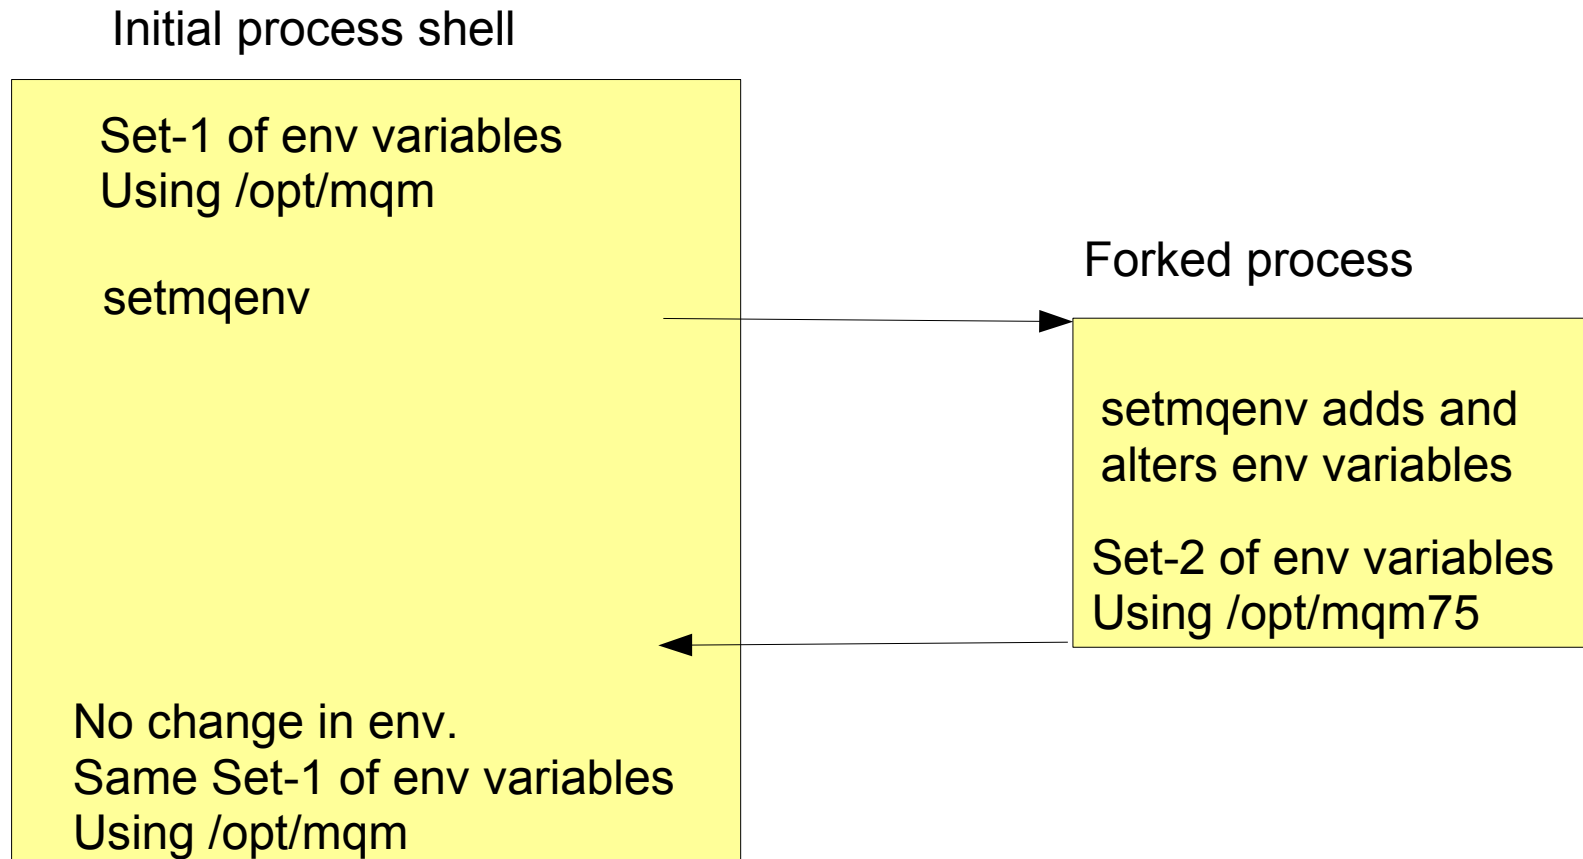 Initial process shell
Set-1 of env variables
Using /opt/mqm
setmqenv
Forked process
setmqenv adds and
alters env variables
Set-2 of env variables
Using /opt/mqm75
No change in env.
Same Set-1 of env variables
Using /opt/mqm